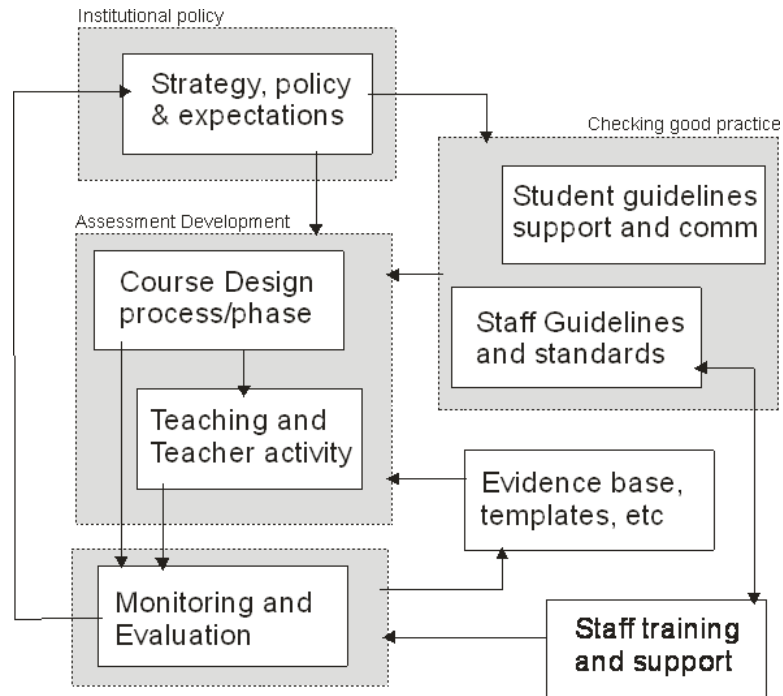 Institutional policy
Strategy, policy
& expectations
Checking good practice
Student guidelines
support and comm
Assessment Development
Course Design
process/phase
Staff Guidelines
and standards
Teaching and
Teacher activity
Evidence base,
templates, etc
Monitoring and
Evaluation
Staff training
and support